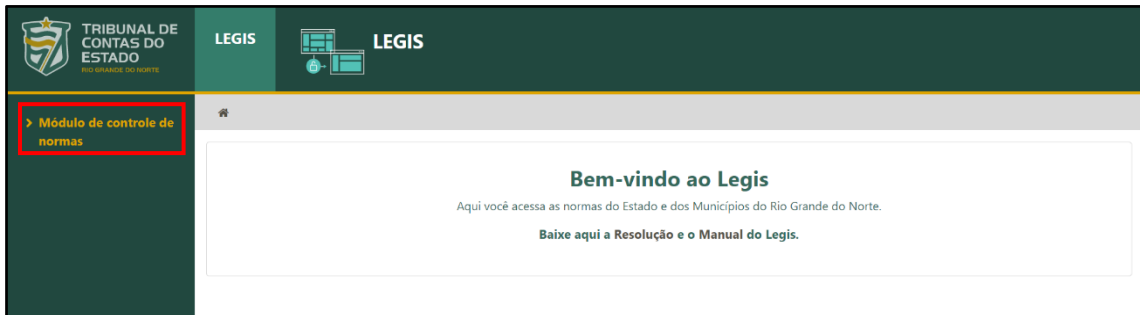 TRIBUNAL DE
CONTAS DO
ESTADO
RIO GRANDE DO NORTE
LEGIS
LEGIS
Módulo de controle de
normas
Bem-vindo ao Legis
Aqui você acessa as normas do Estado e dos Municípios do Rio Grande do Norte.
Baixe aqui a Resolução e o Manual do Legis.